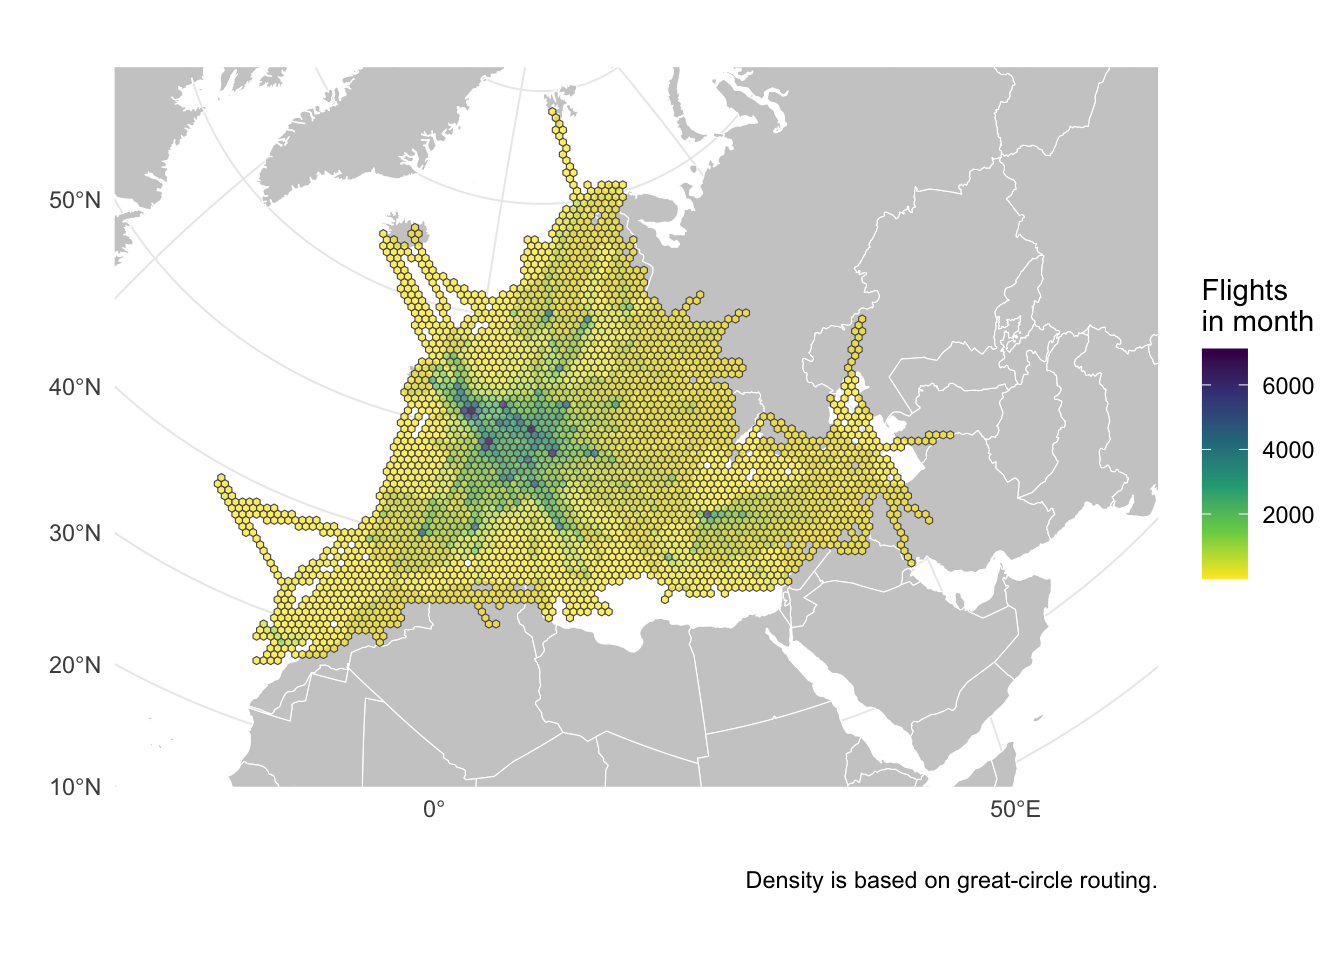 50°N
40°N
30°N
20°N
10°N
0°
50°E
Flights
in month
6000
4000
2000
Density is based on great-circle routing.